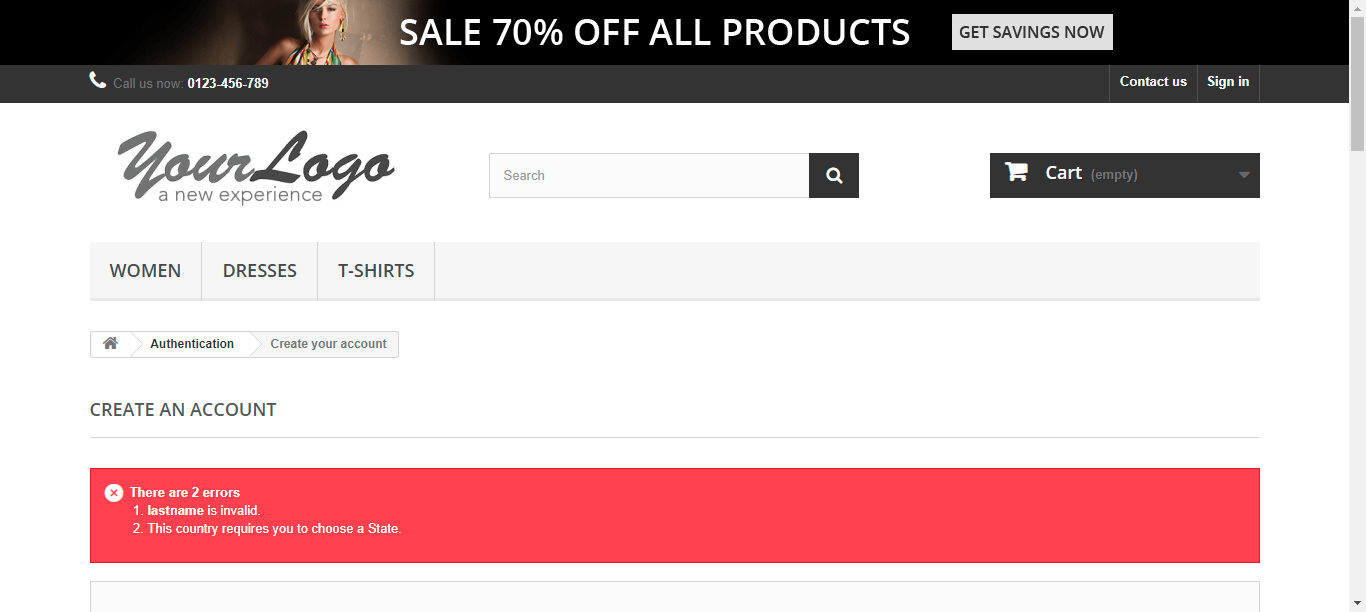 SALE 70% OFF ALL PRODUCTS GET SAVINGS NOW
Call us now: 0123-456-789 Contact us Sign in
YourLogo
a new experience
Search
Cart (empty)
WOMEN DRESSES T-SHIRTS
Authentication Create your account
CREATE AN ACCOUNT
There are 2 errors
1. lastname is invalid.
2. This country requires you to choose a State.